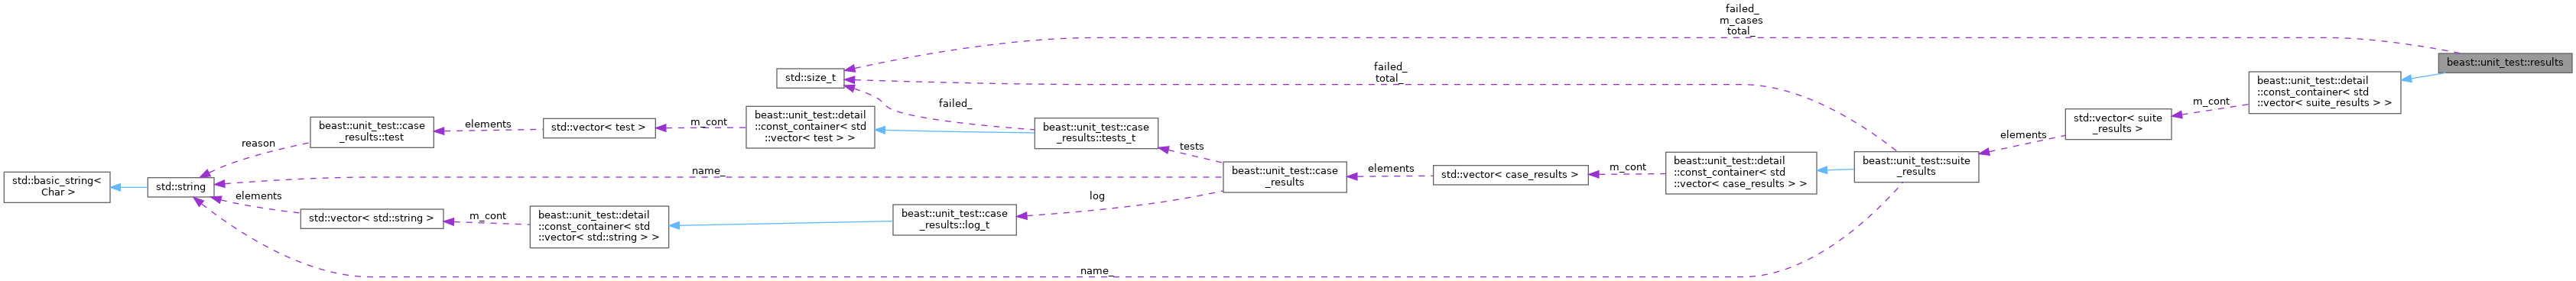 failed_
m_cases
total_
beast::unit_test::results
std::size_t
failed_
total_
beast::unit_test::detail
::const_container< std
::vector< suite_results > >
m_cont
std::vector< suite
_results >
elements
beast::unit_test::suite
_results
failed_
beast::unit_test::detail
::const_container< std
::vector< test > >
m_cont
std::vector< test >
elements
beast::unit_test::case
_results::test
reason
beast::unit_test::case
_results::tests_t
tests
beast::unit_test::case
_results
elements
std::vector< case_results >
m_cont
beast::unit_test::detail
::const_container< std
::vector< case_results > >
name_
std::basic_string<
Char >
std::string
elements
std::vector< std::string >
m_cont
beast::unit_test::detail
::const_container< std
::vector< std::string > >
beast::unit_test::case
_results::log_t
log
name_